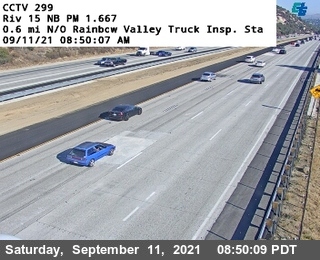 CCTV 299
Riv 15 NB PM 1.667
0.6 mi N/O Rainbcw Valley Truck Insp. Sta
09/11/21 08:50:07 AM
Saturday, September 11, 2021 08:50:09 PDT